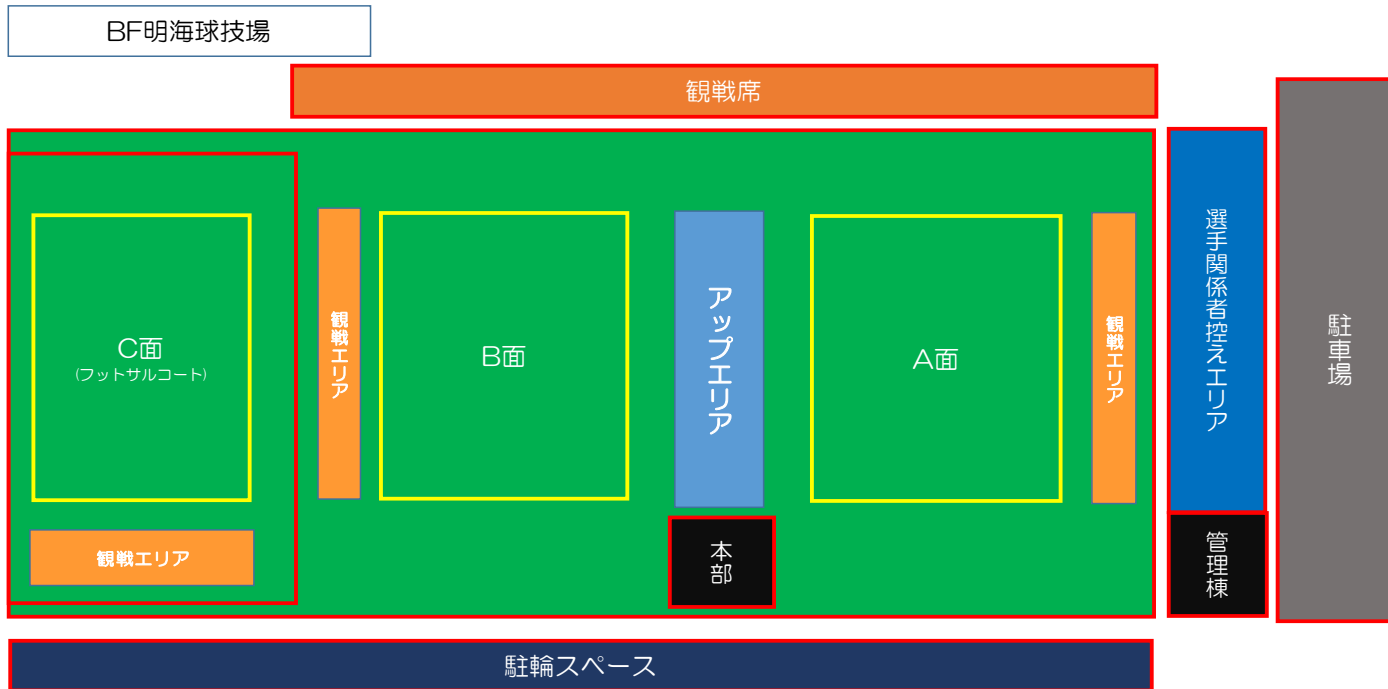 BF明海球技場
観戦席
C面
(フットサルコート)
観戦エリア
観戦エリア
B面
アップエリア
本部
A面
観戦エリア
選手関係者控えエリア
管理棟
駐車場
駐輪スペース